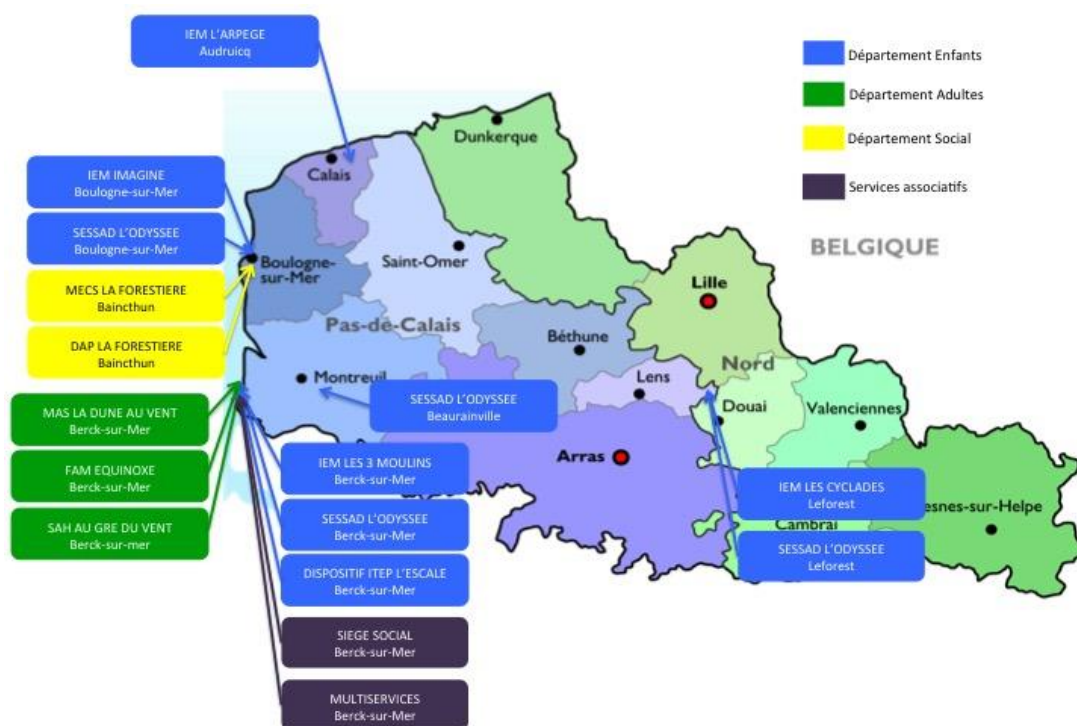 IEM L'ARPEGE
Audruicq
Département Enfants
Département Adultes
Département Social
Services associatifs
IEM IMAGINE
Boulogne-sur-Mer
SESSAD L'ODYSSEE
Boulogne-sur-Mer
MECS LA FORESTIERE
Baincthun
DAP LA FORESTIERE
Baincthun
MAS LA DUNE AU VENT
Berck-sur-Mer
FAM EQUINOXE
Berck-sur-Mer
SAH AU GRE DU VENT
Berck-sur-mer
Dunkerque
Calais
Boulogne-
sur-Mer
Saint-Omer
BELGIQUE
Lille
Pas-de-Calais
Béthune
Nord
Montreuil
Lens
Douai
Valenciennes
Arras
Cambrai
esnes-sur-Helpe
SESSAD L'ODYSSEE
Beaurainville
IEM LES 3 MOULINS
Berck-sur-Mer
SESSAD L'ODYSSEE
Berck-sur-Mer
DISPOSITIF ITEP L'ESCALE
Berck-sur-Mer
SIEGE SOCIAL
Berck-sur-Mer
MULTISERVICES
Berck-sur-Mer
IEM LES CYCLADES
Leforest
SESSAD L'ODYSSEE
Leforest